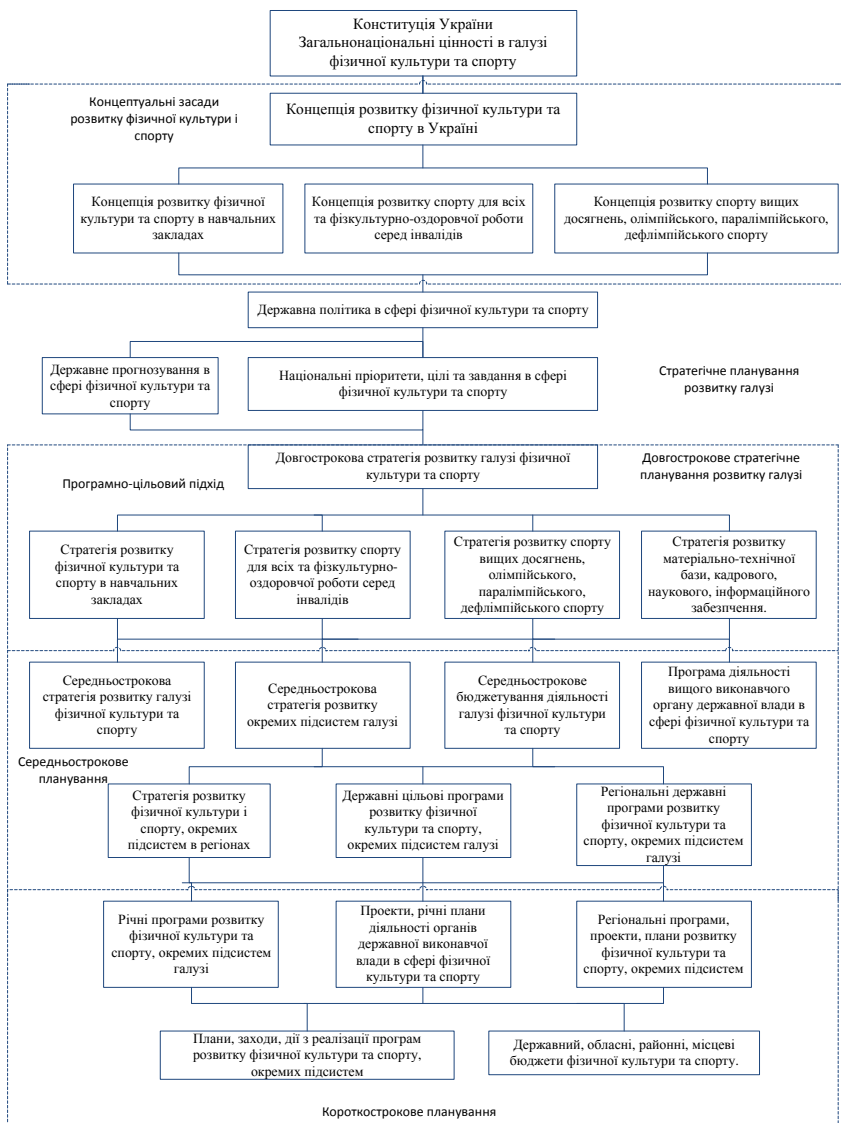 Конституція України
Загальнонаціональні цінності в галузі
фізичної культури та спорту
Концептуальні засади
розвитку фізичної культури і
спорту
Концепція розвитку фізичної культури та
спорту в Україні
Концепція розвитку фізичної
культури та спорту в навчальних
закладах
Концепція розвитку спорту для всіх
та фізкультурно-оздоровчої роботи
серед інвалідів
Концепція розвитку спорту вищих
досягнень, олімпійського, паралімпійського,
дефлімпійського спорту
Державна політика в сфері фізичної культури та спорту
Державне прогнозування в
сфері фізичної культури та
спорту
Національні пріоритети, цілі та завдання в сфері
фізичної культури та спорту
Стратегічне планування
розвитку галузі
Довгострокова стратегія розвитку галузі фізичної
культури та спорту
Програмно-цільовий підхід
Довгострокове стратегічне
планування розвитку галузі
Стратегія розвитку
фізичної культури та
спорту в навчальних
закладах
Стратегія розвитку спорту
для всіх та фізкультурно-
оздоровчої роботи серед
інвалідів
Стратегія розвитку спорту
вищих досягнень,
олімпійського,
паралімпійського,
дефлімпійського спорту
Стратегія розвитку
матеріально-технічної
бази, кадрового,
наукового, інформаційного
забезпчення.
Середньострокова
стратегія розвитку галузі
фізичної культури та
спорту
Середньострокова
стратегія розвитку
окремих підсистем галузі
Середньострокове
бюджетування діяльності
галузі фізичної культури
та спорту
Програма діяльності
вищого виконавчого
органу державної влади в
сфері фізичної культури та
спорту
Середньострокове
планування
Стратегія розвитку
фізичної культури і
спорту, окремих
підсистем в регіонах
Державні цільові програми
розвитку фізичної
культури та спорту,
окремих підсистем галузі
Регіональні державні
програми розвитку
фізичної культури та
спорту, окремих підсистем
галузі
Річні програми розвитку
фізичної культури та
спорту, окремих підсистем
галузі
Проекти, річні плани
діяльності органів
державної виконавчої
влади в сфері фізичної
культури та спорту
Регіональні програми,
проекти, плани розвитку
фізичної культури та
спорту, окремих підсистем
Плани, заходи, дії з реалізації програм
розвитку фізичної культури та спорту,
окремих підсистем
Державний, обласні, районні, місцеві
бюджети фізичної культури та спорту.
Короткострокове планування